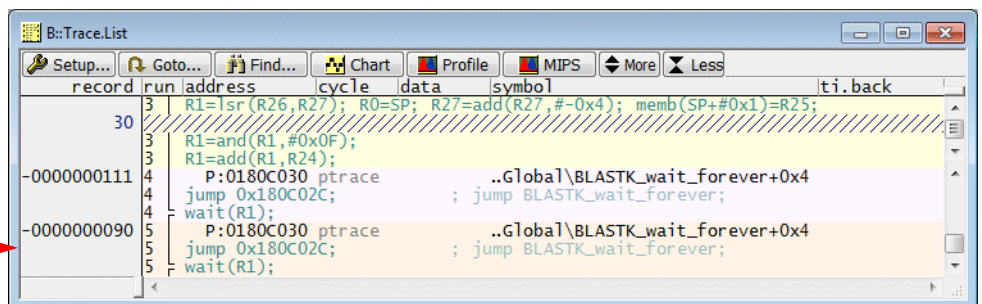 B::Trace.List
Setup... Goto... Find... Chart Profile MIPS More Less
record run address cycle data symbol ti.back
3 R1=lsr(R26,R27); R0=SP; R27=add(R27,#-0x4); memb(SP+#0x1)=R25;
30
3 R1=and(R1,#0x0F);
3 R1=add(R1,R24);
-0000000111 4 P:0180C030 ptrace ..Global\BLASTK_wait_forever+0x4
4 jump 0x180C02C; ; jump BLASTK_wait_forever;
4 wait(R1);
-0000000090 5 P:0180C030 ptrace ..Global\BLASTK_wait_forever+0x4
5 jump 0x180C02C; ; jump BLASTK_wait_forever;
5 wait(R1);